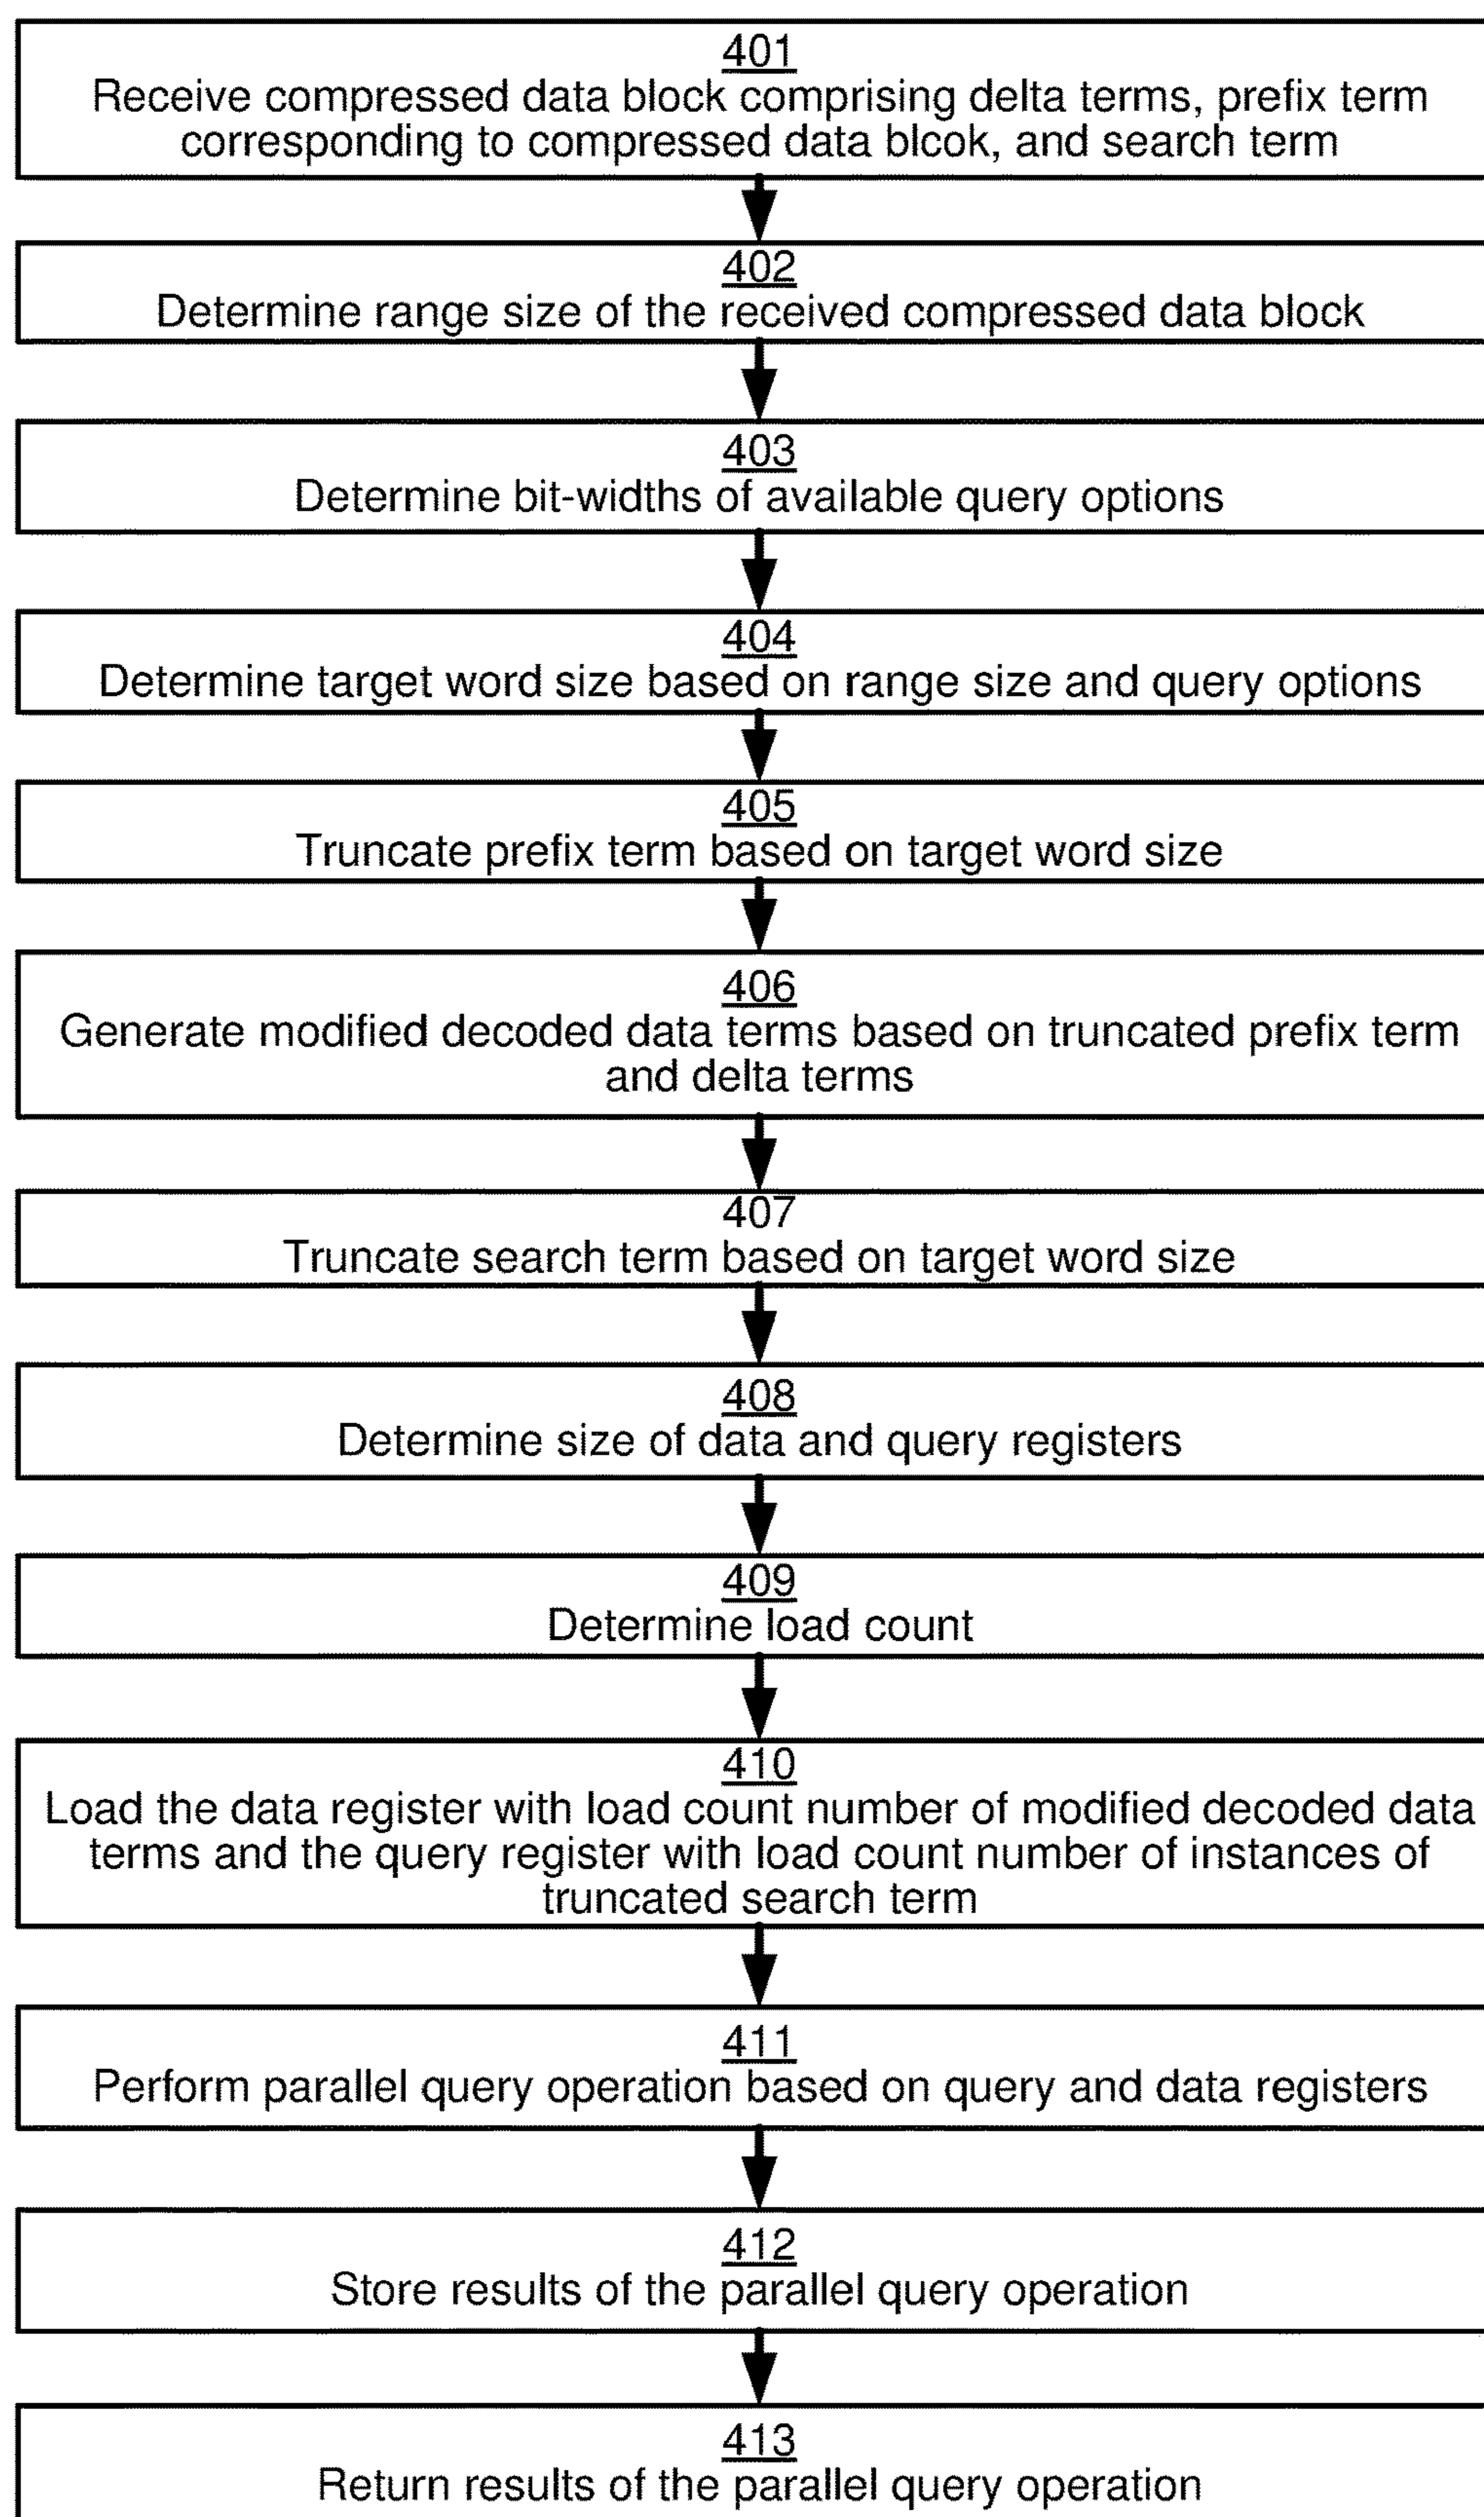 401
Receive compressed data block comprising delta terms, prefix term
corresponding to compressed data blcok, and search term
402
Determine range size of the received compressed data block
403
Determine bit-widths of available query options
404
Determine target word size based on range size and query options
405
Truncate prefix term based on target word size
406
Generate modified decoded data terms based on truncated prefix term
and delta terms
407
Truncate search term based on target word size
408
Determine size of data and query registers
409
Determine load count
410
Load the data register with load count number of modified decoded data
terms and the query register with load count number of instances of
truncated search term
411
Perform parallel query operation based on query and data registers
412
Store results of the parallel query operation
413
Return results of the parallel query operation